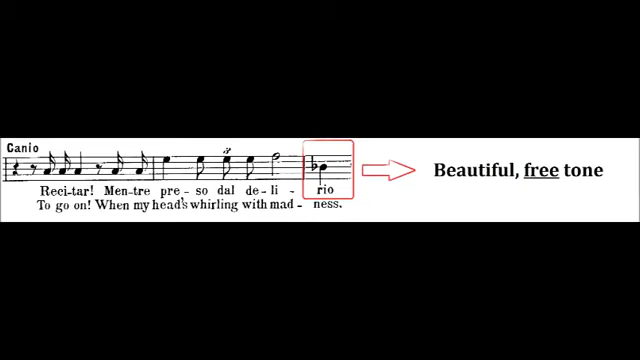 Canio
Beautiful, free tone
Reci-tar! Men-tre pre-so dal de-li-rio
To go on! When my head's whirling with mad-ness.